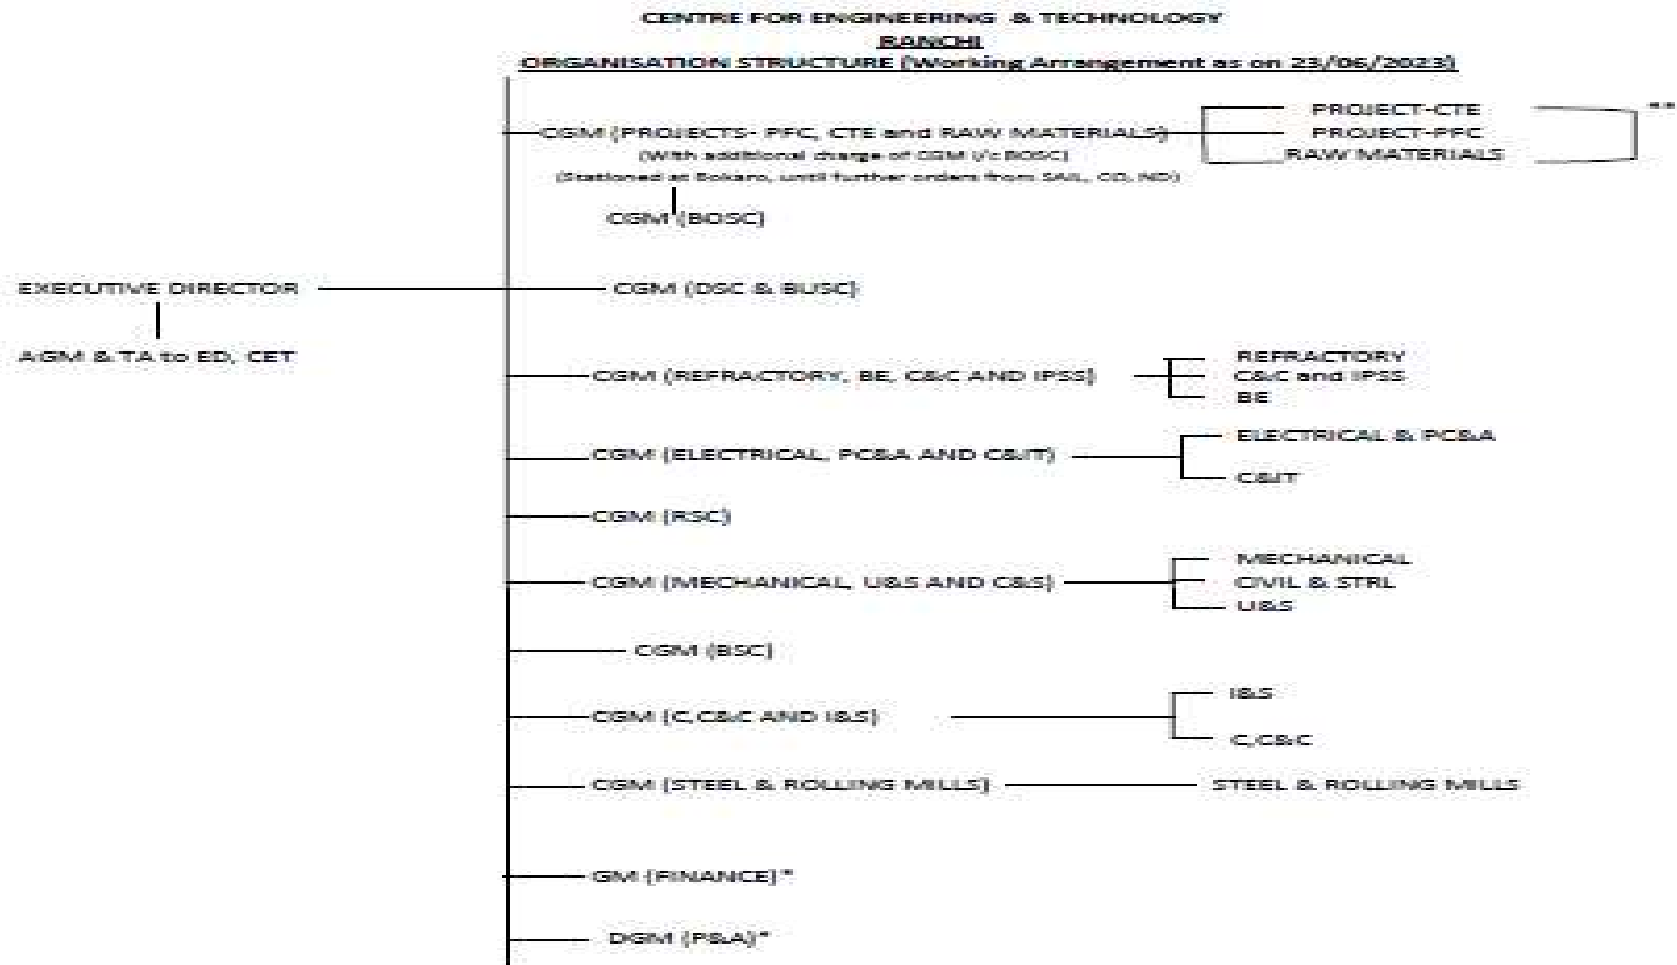 CENTRE FOR ENGINEERING & TECHNOLOGY
RANCHI
ORGANISATION STRUCTURE (Working Arrangement as on 23/06/2023)
PROJECT-CTE
**
CGM (PROJECTS- PFC, CTE and RAW MATERIALS)
PROJECT-PFC
(With additional charge of CGM i/c BOSC)
RAW MATERIALS
(Stationed at Bokaro, until further orders from SAIL, CO, ND)
CGM (BOSC)
EXECUTIVE DIRECTOR
CGM (DSC & BUSC)
AGM & TA to ED, CET
REFRACTORY
CGM (REFRACTORY, BE, C&C AND IPSS)
C&C and IPSS
BE
ELECTRICAL & PC&A
CGM (ELECTRICAL, PC&A AND C&IT)
C&IT
CGM (RSC)
MECHANICAL
CGM (MECHANICAL, U&S AND C&S)
CIVIL & STRL
U&S
CGM (BSC)
I&S
CGM (C,C&C AND I&S)
C,C&C
CGM (STEEL & ROLLING MILLS)
STEEL & ROLLING MILLS
GM (FINANCE)*
DGM (P&A)*